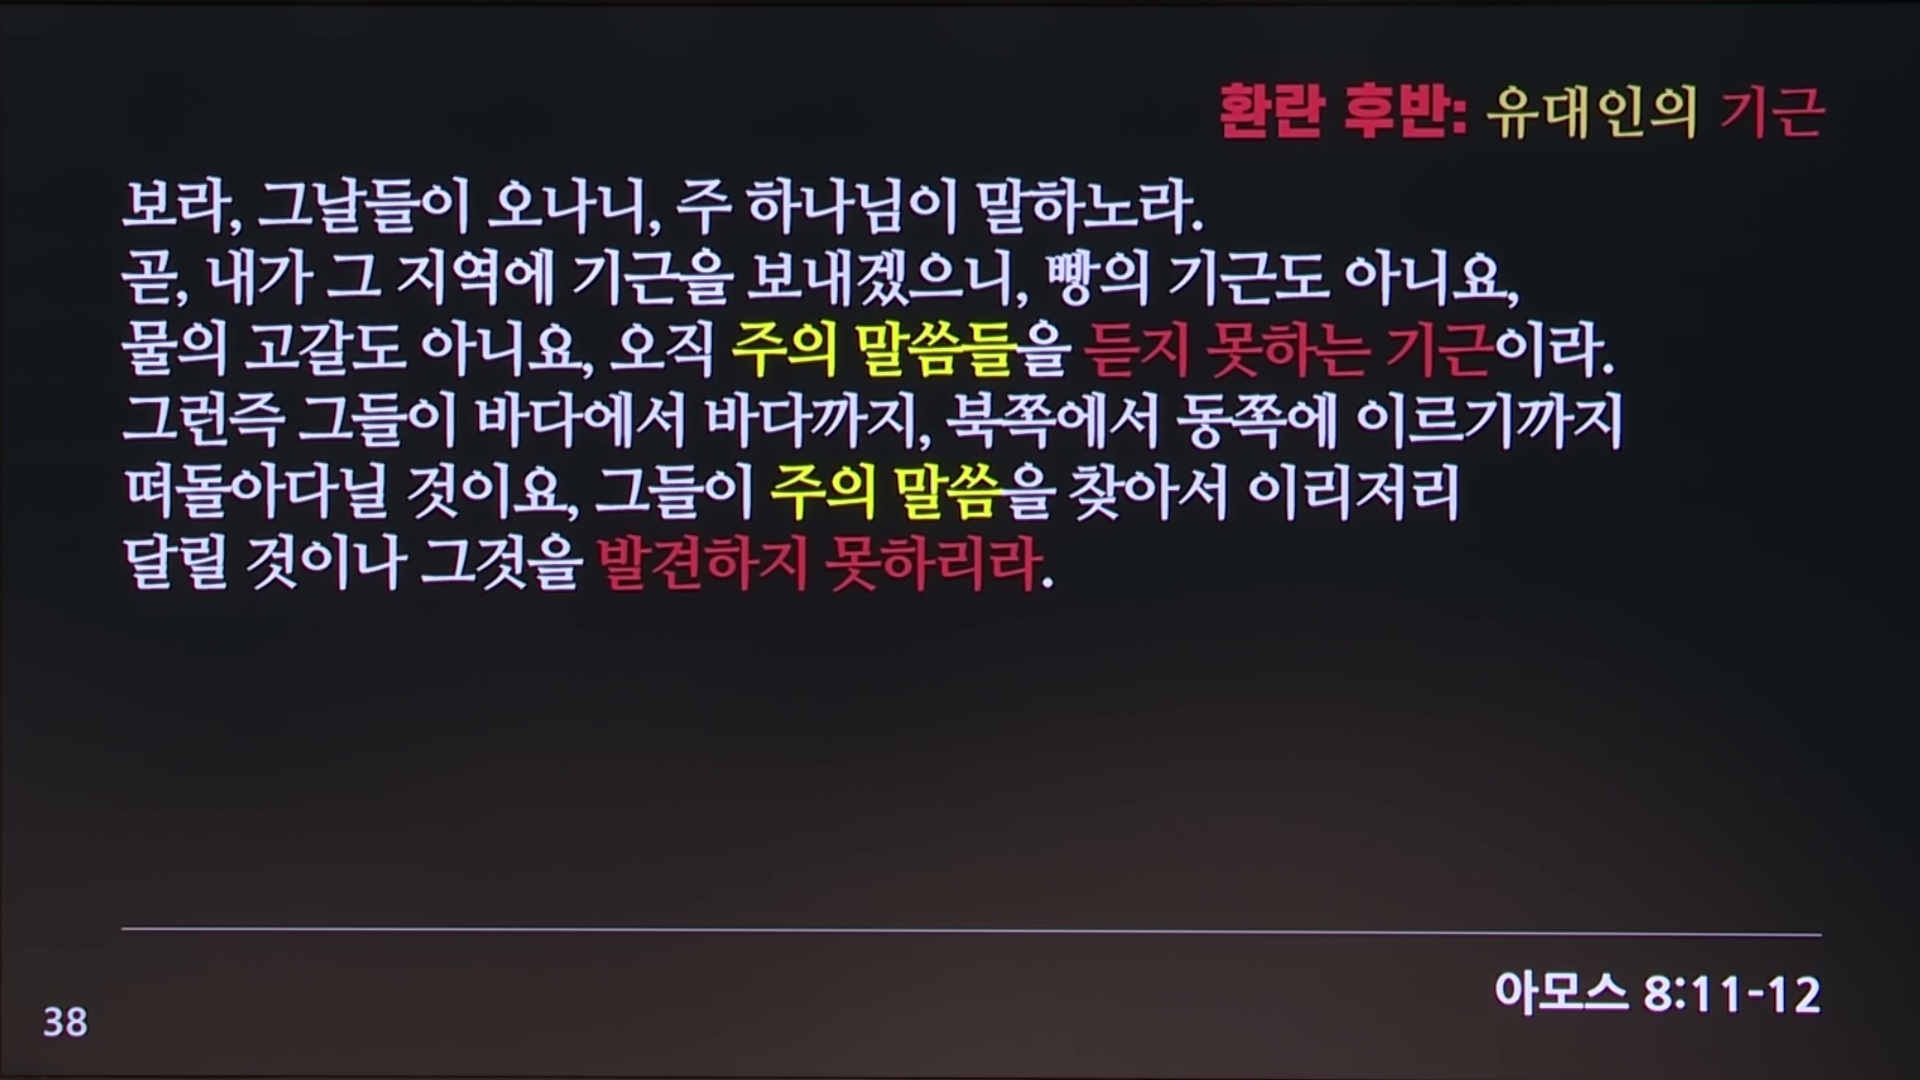 환란 후반: 유대인의 기근
보라, 그날들이 오나니, 주 하나님이 말하노라.
곧, 내가 그 지역에 기근을 보내겠으니, 빵의 기근도 아니요,
물의 고갈도 아니요, 오직 주의 말씀들을 듣지 못하는 기근이라.
그런즉 그들이 바다에서 바다까지, 북쪽에서 동쪽에 이르기까지
떠돌아다닐 것이요, 그들이 주의 말씀을 찾아서 이리저리
달릴 것이나 그것을 발견하지 못하리라.
아모스 8:11-12
38